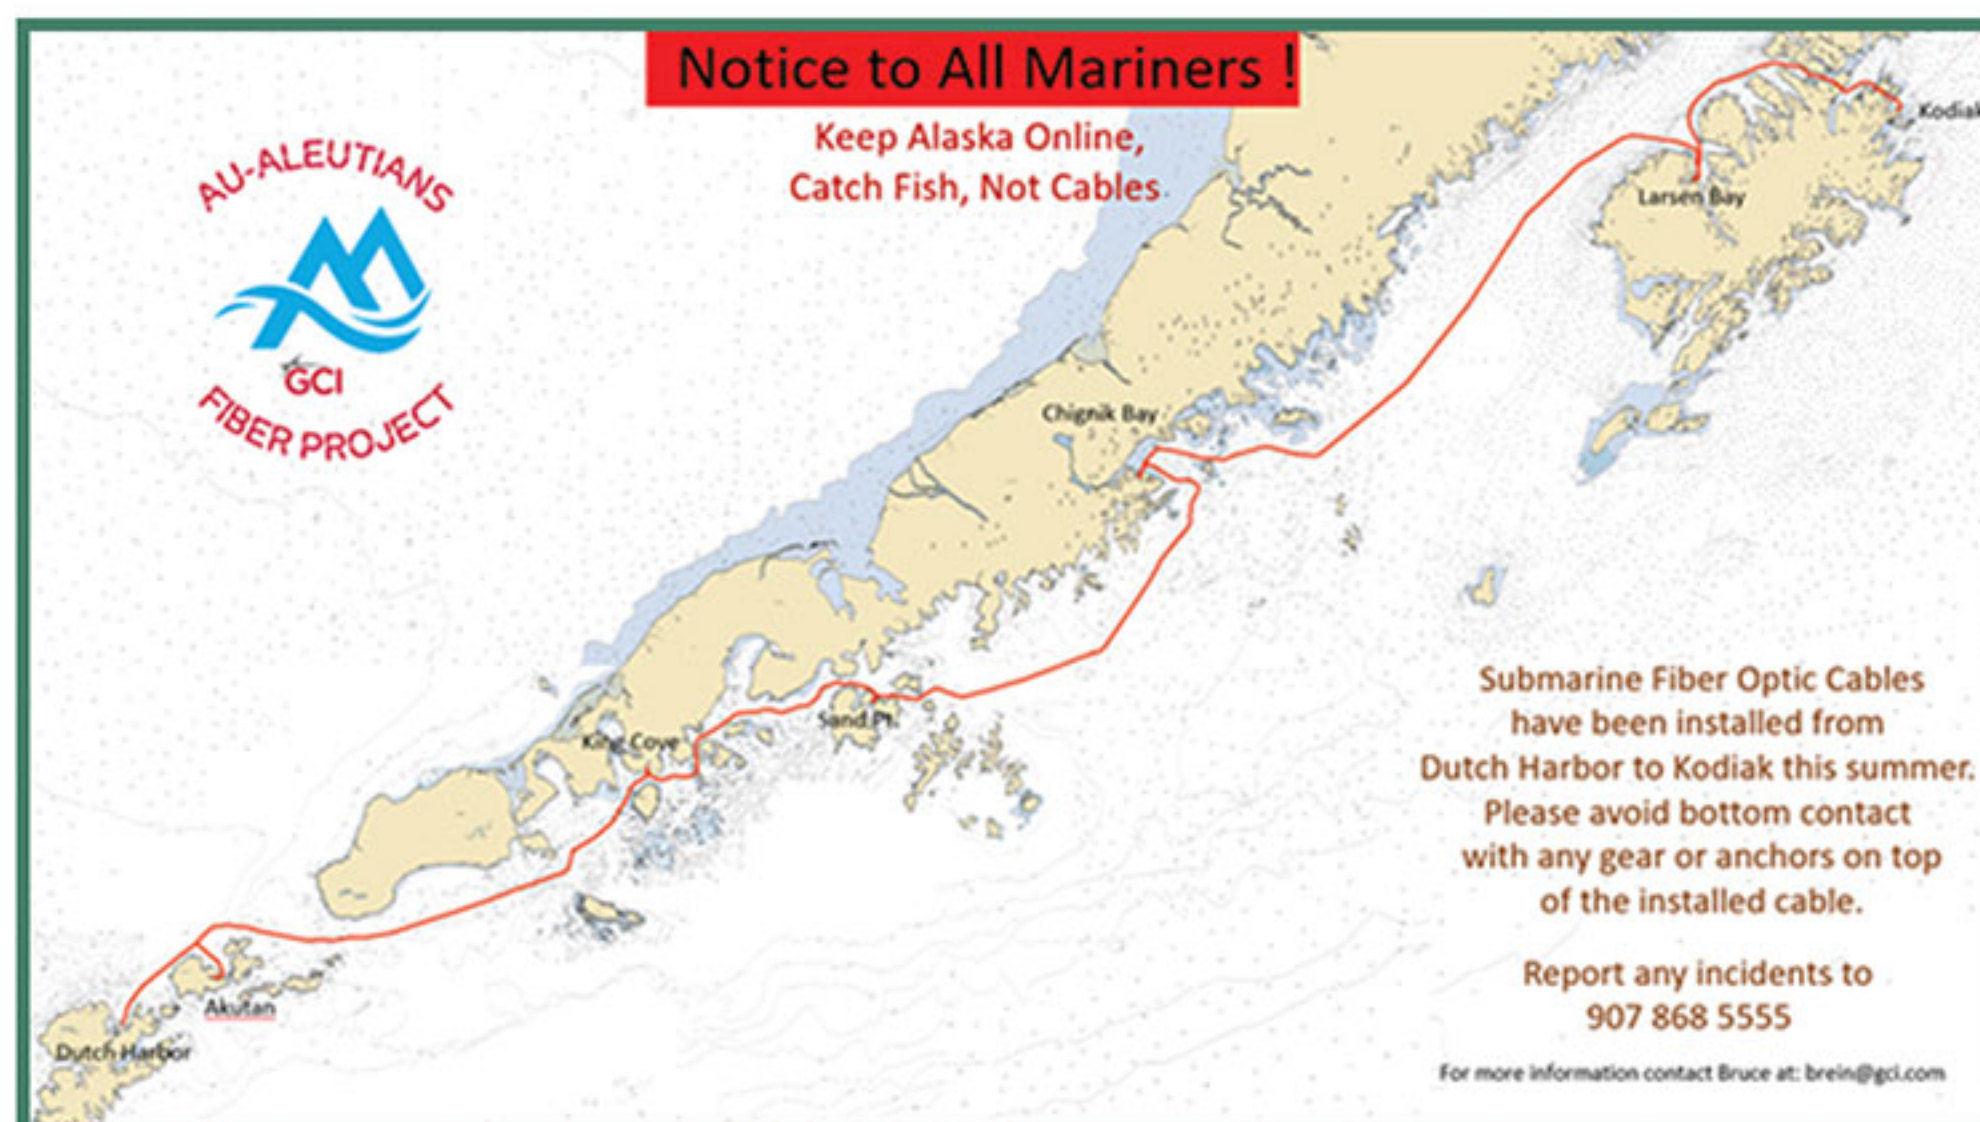 Notice to All Mariners !
Keep Alaska Online,
Catch Fish, Not Cables
AU-ALEUTIANS
GCI
FIBER PROJECT
Kodiak
Larsen Bay
Chignik Bay
Sand Pt.
King Cove
Akutan
Dutch Harbor
Submarine Fiber Optic Cables
have been installed from
Dutch Harbor to Kodiak this summer.
Please avoid bottom contact
with any gear or anchors on top
of the installed cable.
Report any incidents to
907 868 5555
For more information contact Bruce at: brein@gci.com